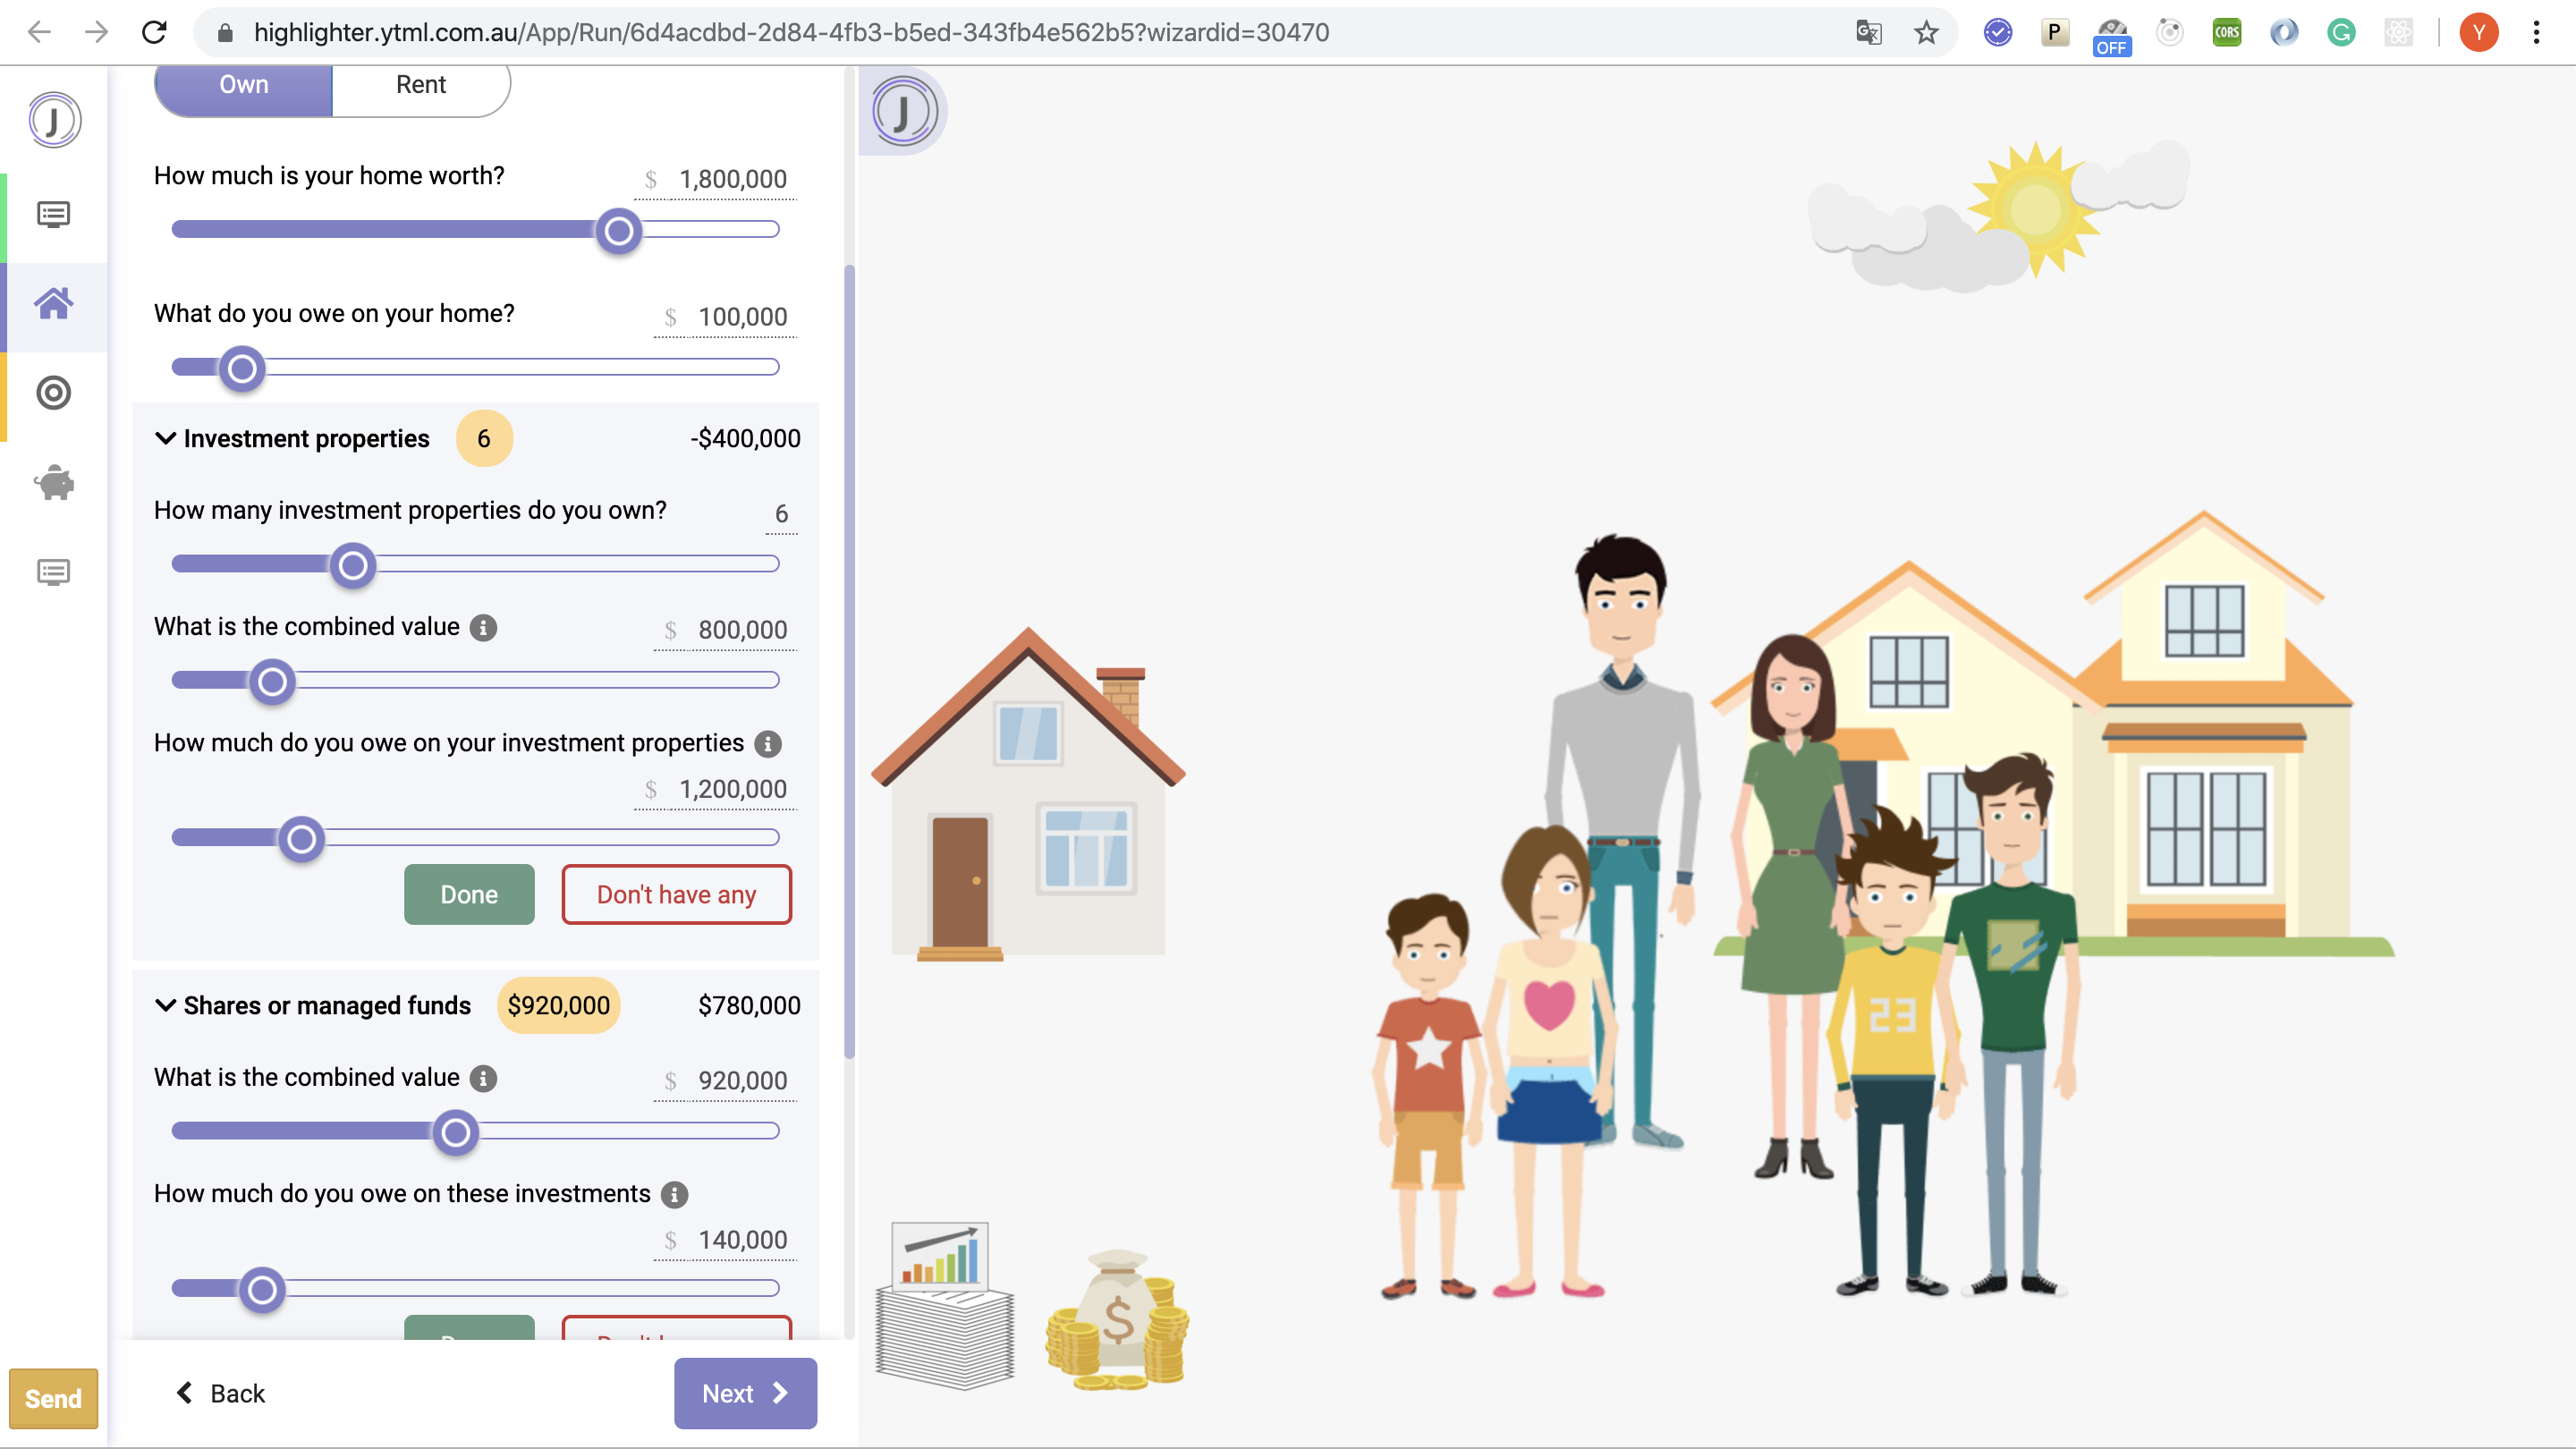 highlighter.ytml.com.au/App/Run/6d4acdbd-2d84-4fb3-b5ed-343fb4e562b5?wizardid=30470
P
OFF
CORS
G
Y
J
Own
Rent
J
How much is your home worth?
$ 1,800,000
What do you owe on your home?
$ 100,000
Investment properties
6
-$400,000
How many investment properties do you own?
6
What is the combined value
$ 800,000
How much do you owe on your investment properties
$ 1,200,000
Done
Don't have any
Shares or managed funds
$920,000
$780,000
What is the combined value
$ 920,000
How much do you owe on these investments
$ 140,000
Back
Next
Send
23
$